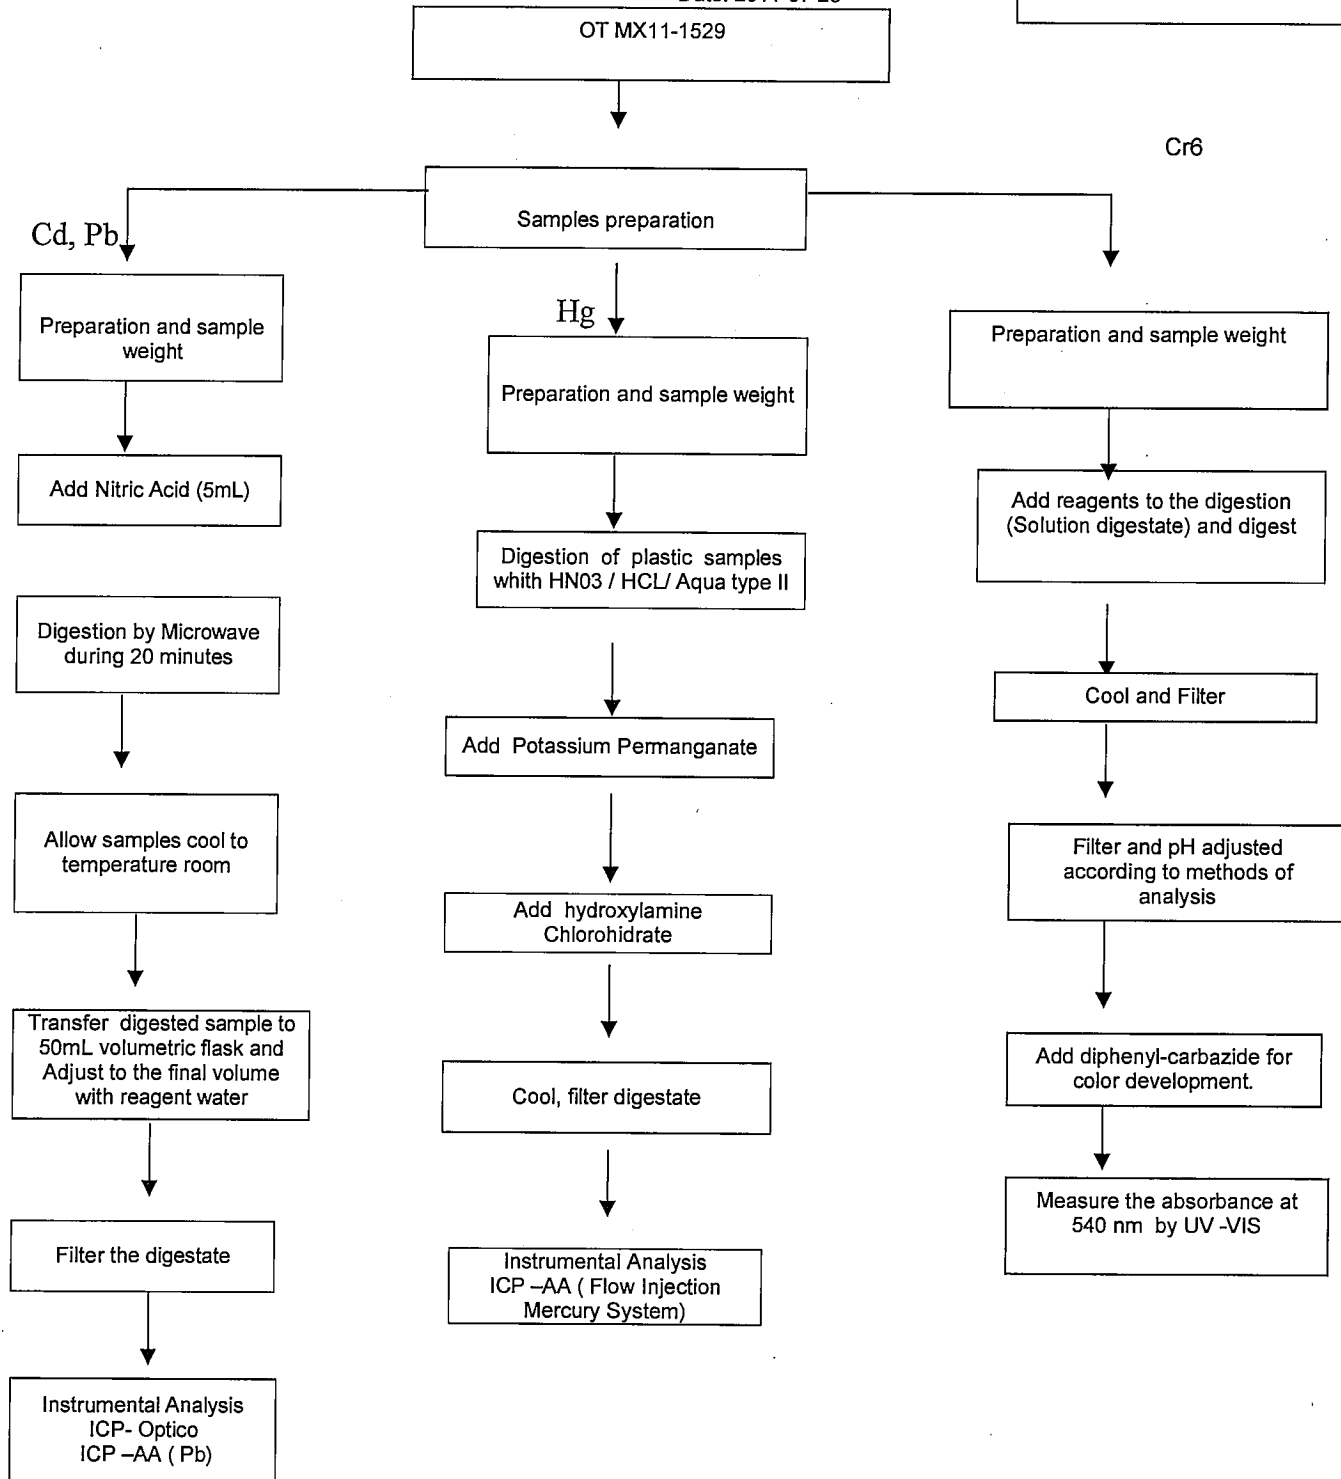 OT MX11-1529
Cr6
Samples preparation
Cd, Pb
Preparation and sample
weight
Add Nitric Acid (5mL)
Digestion by Microwave
during 20 minutes
Allow samples cool to
temperature room
Transfer digested sample to
50mL volumetric flask and
Adjust to the final volume
with reagent water
Filter the digestate
Instrumental Analysis
ICP- Optico
ICP –AA ( Pb)
Hg
Preparation and sample weight
Digestion of plastic samples
whith HN03 / HCL/ Aqua type II
Add Potassium Permanganate
Add hydroxylamine
Chlorohidrate
Cool, filter digestate
Instrumental Analysis
ICP –AA ( Flow Injection
Mercury System)
Preparation and sample weight
Add reagents to the digestion
(Solution digestate) and digest
Cool and Filter
Filter and pH adjusted
according to methods of
analysis
Add diphenyl-carbazide for
color development.
Measure the absorbance at
540 nm by UV -VIS